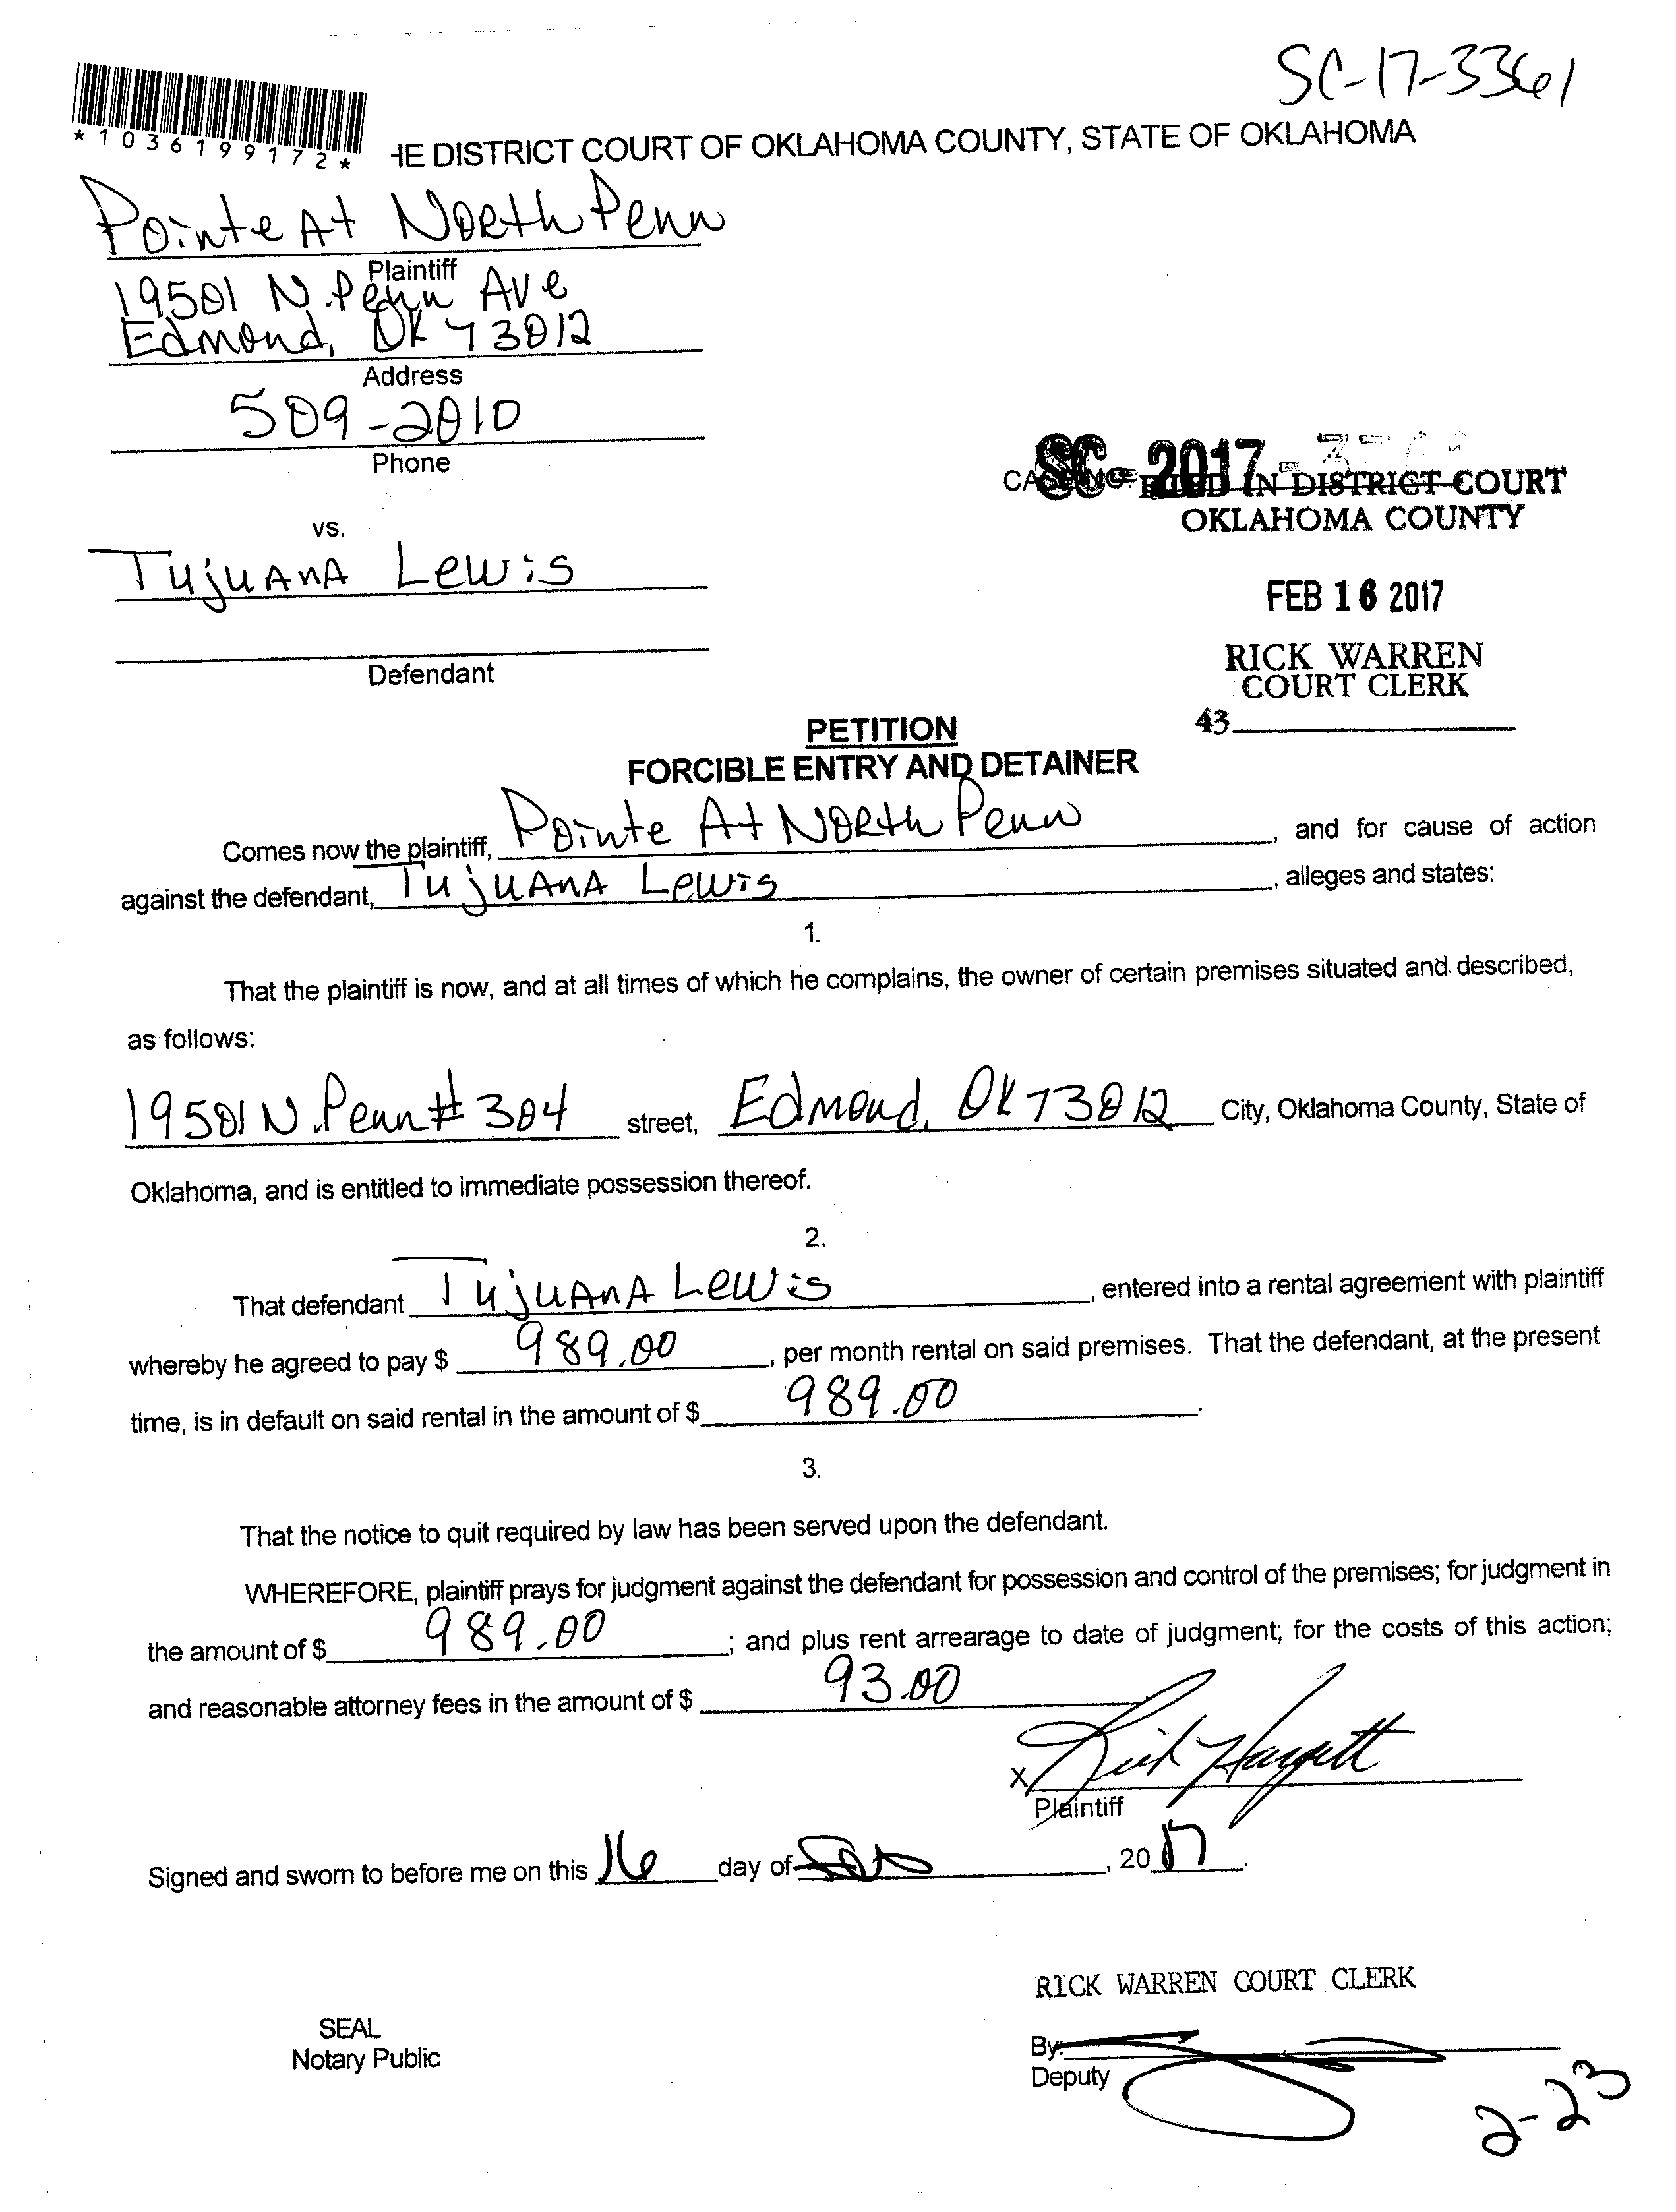 SC-17-3361
*1036199172*
HE DISTRICT COURT OF OKLAHOMA COUNTY, STATE OF OKLAHOMA
Pointe At North Penn
Plaintiff
19501 N. Penn Ave
Edmond, OK 73012
Address
509-2010
Phone
SC - 2017 -
FILED IN DISTRICT COURT
OKLAHOMA COUNTY
vs.
Tujuana Lewis
FEB 16 2017
Defendant
RICK WARREN
COURT CLERK
43
PETITION
FORCIBLE ENTRY AND DETAINER
Comes now the plaintiff, Pointe At North Penn, and for cause of action
against the defendant, Tujuana Lewis, alleges and states:
1.
That the plaintiff is now, and at all times of which he complains, the owner of certain premises situated and described,
as follows:
19501 N. Penn # 304 street, Edmond, OK 73012 City, Oklahoma County, State of
Oklahoma, and is entitled to immediate possession thereof.
2.
That defendant Tujuana Lewis, entered into a rental agreement with plaintiff
whereby he agreed to pay $ 989.00, per month rental on said premises. That the defendant, at the present
time, is in default on said rental in the amount of $ 989.00.
3.
That the notice to quit required by law has been served upon the defendant.
WHEREFORE, plaintiff prays for judgment against the defendant for possession and control of the premises; for judgment in
the amount of $ 989.00; and plus rent arrearage to date of judgment; for the costs of this action;
and reasonable attorney fees in the amount of $ 93.00
X
Plaintiff
Signed and sworn to before me on this 16 day of , 2017.
RICK WARREN COURT CLERK
SEAL
Notary Public
By:
Deputy
2-23